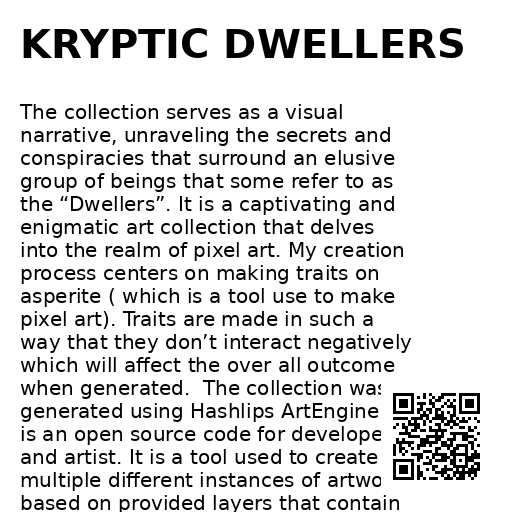 KRYPTIC DWELLERS
The collection serves as a visual
narrative, unraveling the secrets and
conspiracies that surround an elusive
group of beings that some refer to as
the “Dwellers”. It is a captivating and
enigmatic art collection that delves
into the realm of pixel art. My creation
process centers on making traits on
asperite ( which is a tool use to make
pixel art). Traits are made in such a
way that they don’t interact negatively
which will affect the over all outcome
when generated.  The collection was
generated using Hashlips ArtEngine
is an open source code for develope
and artist. It is a tool used to create
multiple different instances of artwo
based on provided layers that contain